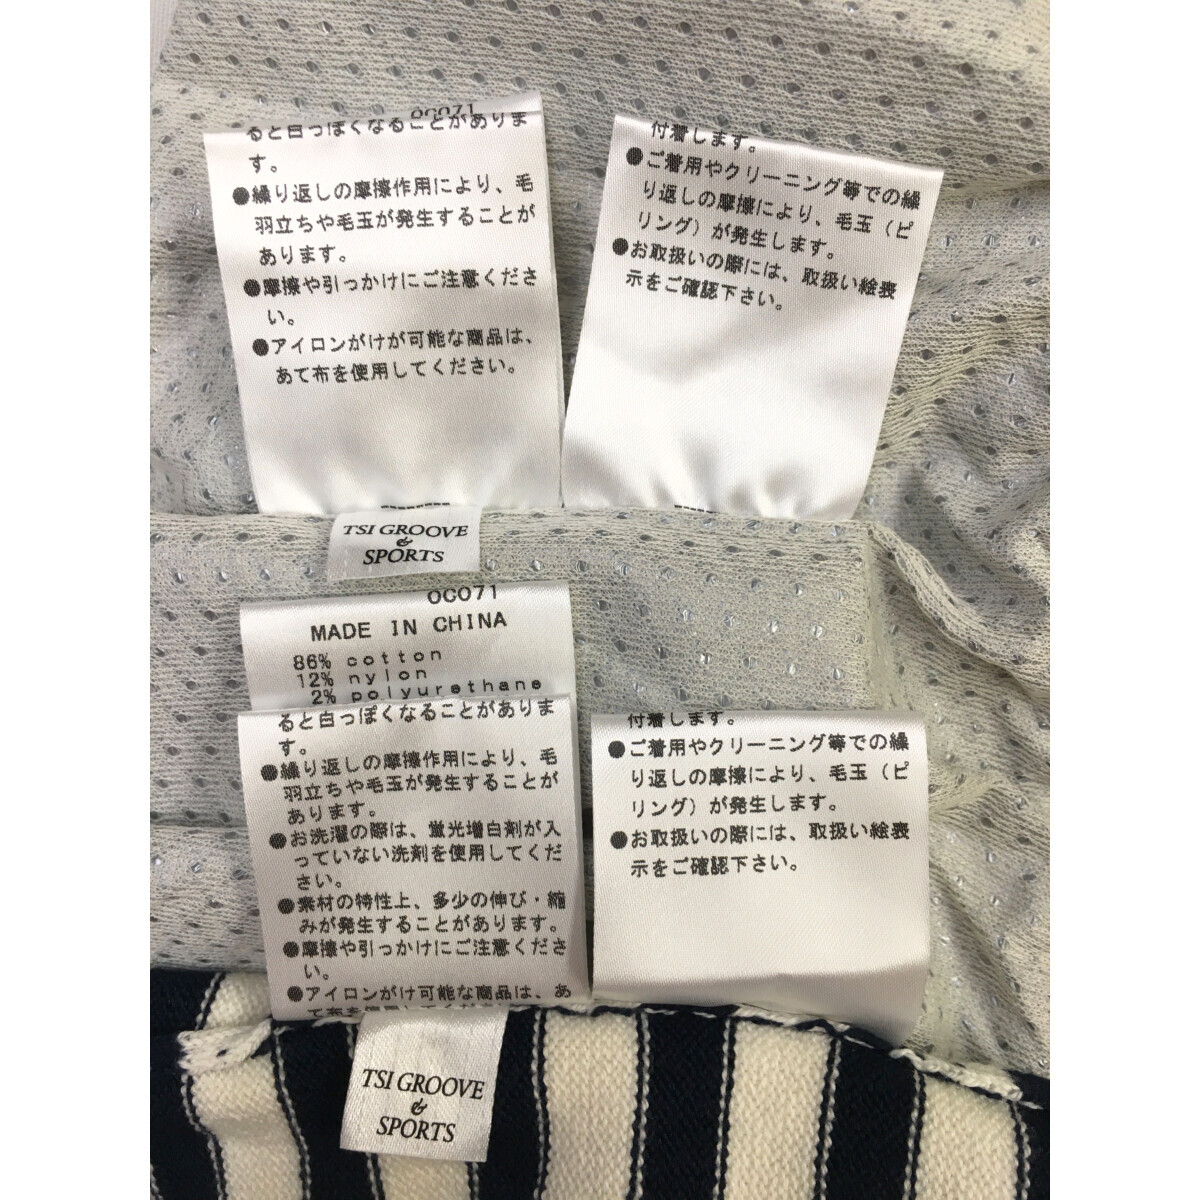 0C071
ると白っぽくなることがありま
す。
●繰り返しの摩擦作用により、毛
羽立ちや毛玉が発生することが
あります。
●摩擦や引っかけにご注意くださ
い。
●アイロンがけが可能な商品は、
あて布を使用してください。
付着します。
●ご着用やクリーニング等での繰
り返しの摩擦により、毛玉（ピ
リング）が発生します。
●お取扱いの際には、取扱い絵表
示をご確認下さい。
TSI GROOVE
&
SPORTS
0C071
MADE IN CHINA
86% cotton
12% nylon
2% polyurethane
ると白っぽくなることがありま
す。
●繰り返しの摩擦作用により、毛
羽立ちや毛玉が発生することが
あります。
●お洗濯の際は、蛍光増白剤が入
っていない洗剤を使用してくだ
さい。
●素材の特性上、多少の伸び・縮
みが発生することがあります。
●摩擦や引っかけにご注意くださ
い。
●アイロンがけ可能な商品は、あ
て布を使用してください
付着します。
●ご着用やクリーニング等での繰
り返しの摩擦により、毛玉（ピ
リング）が発生します。
●お取扱いの際には、取扱い絵表
示をご確認下さい。
TSI GROOVE
&
SPORTS